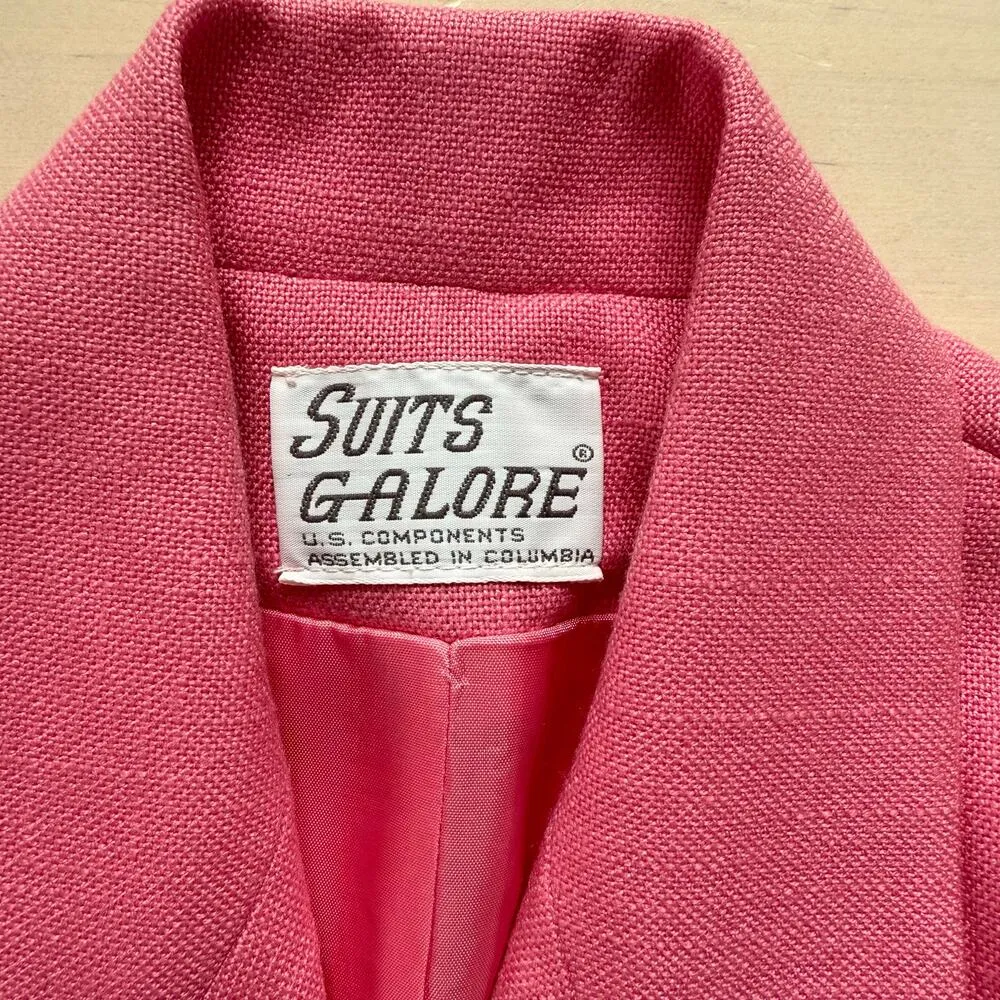 SUITS
GALORE®
U.S. COMPONENTS
ASSEMBLED IN COLUMBIA